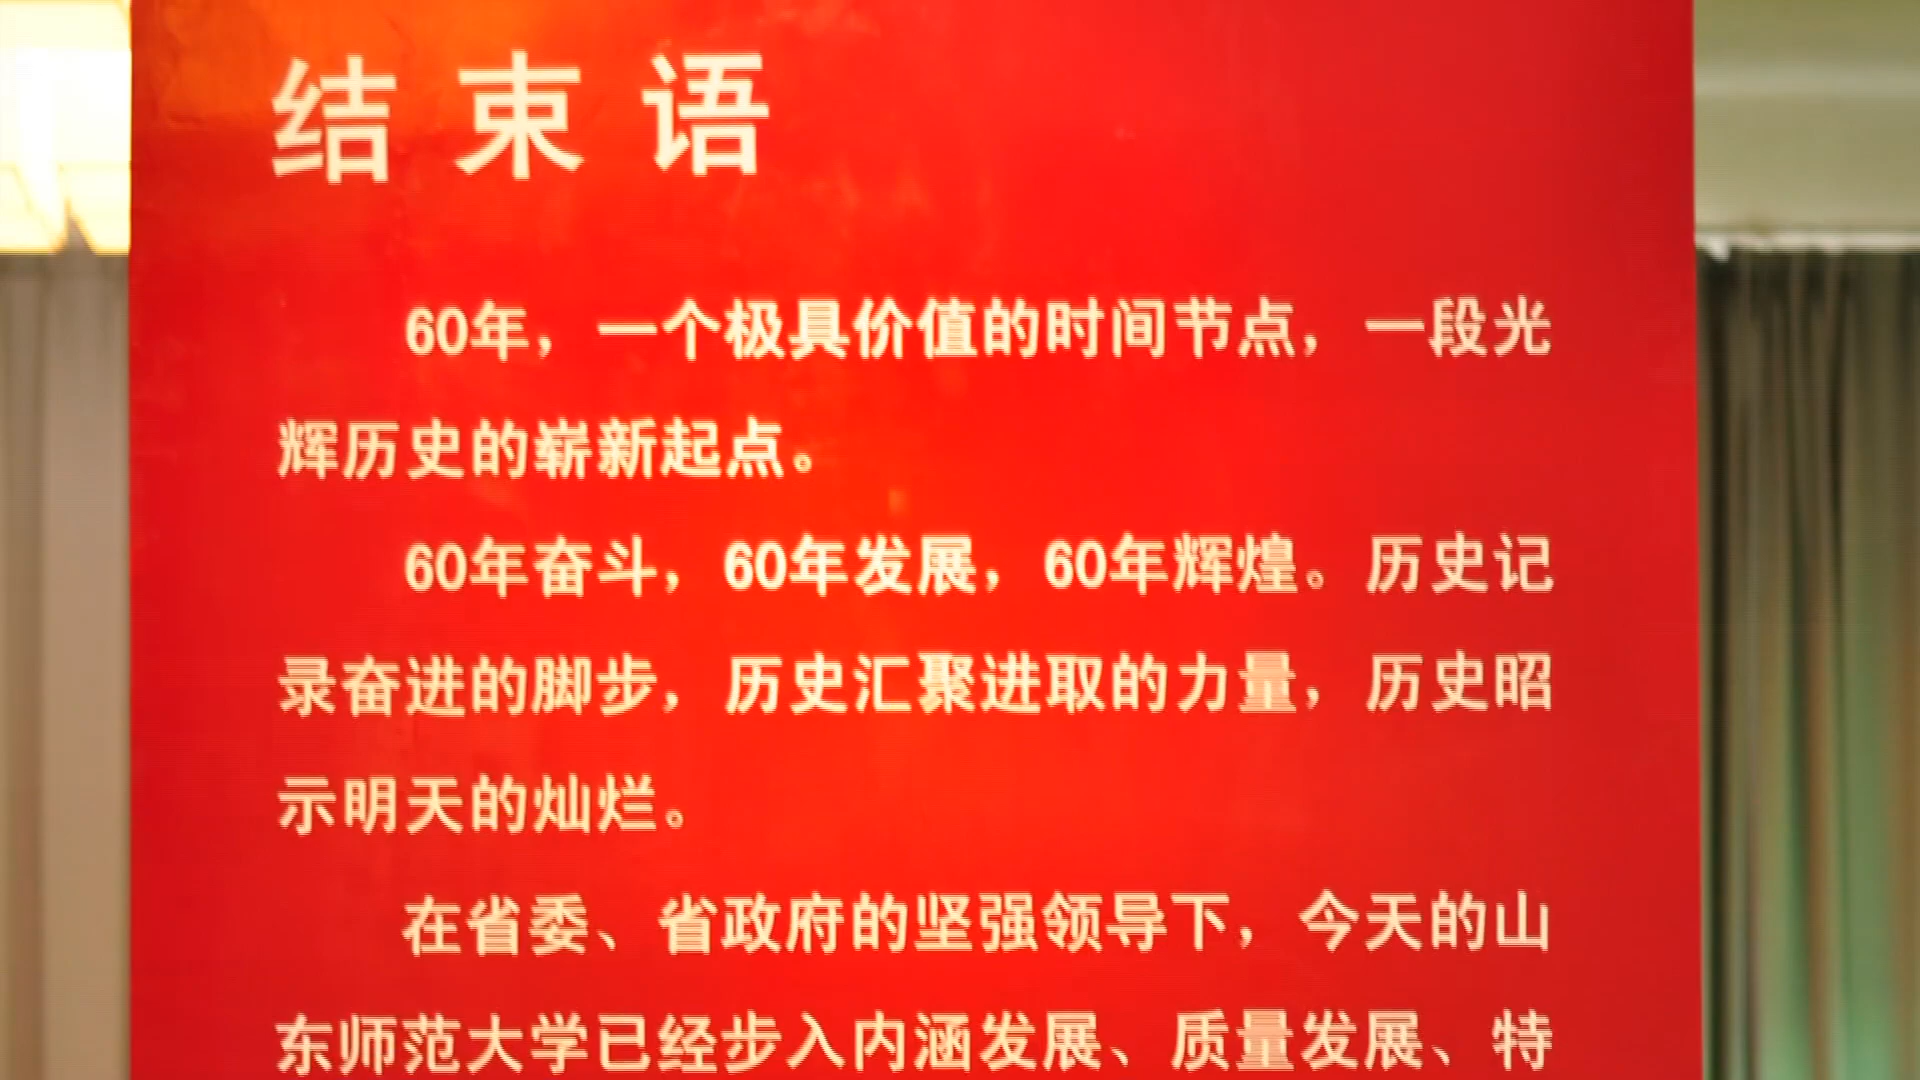 结束语
60年，一个极具价值的时间节点，一段光
辉历史的崭新起点。
60年奋斗，60年发展，60年辉煌。历史记
录奋进的脚步，历史汇聚进取的力量，历史昭
示明天的灿烂。
在省委、省政府的坚强领导下，今天的山
东师范大学已经步入内涵发展、质量发展、特